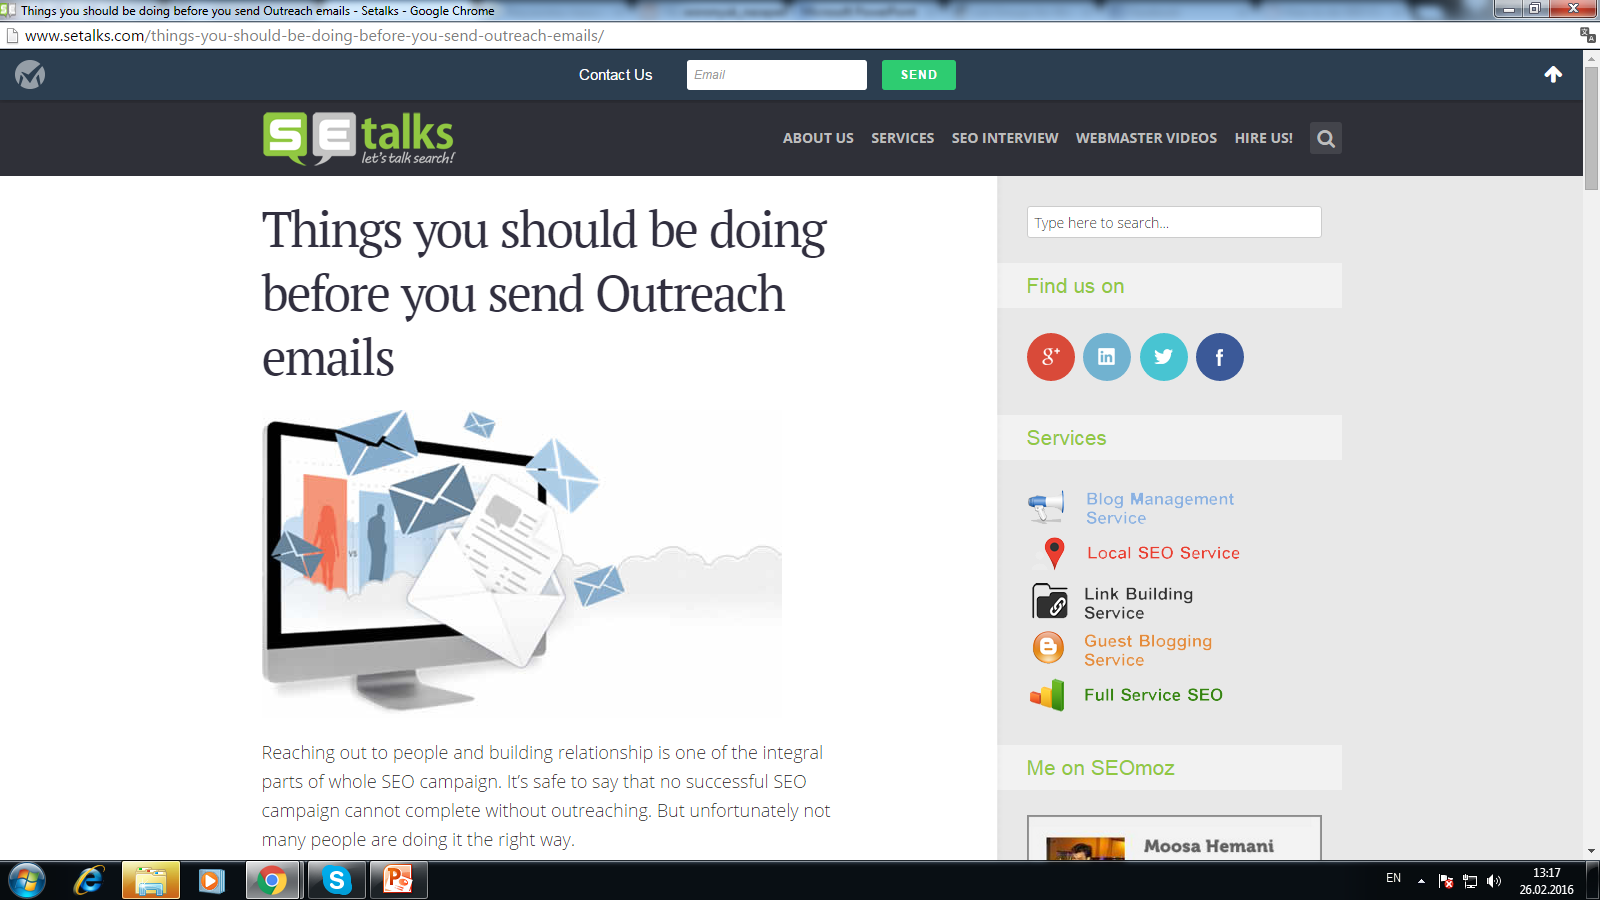 Things you should be doing before you send Outreach emails - Setalks - Google Chrome
www.setalks.com/things-you-should-be-doing-before-you-send-outreach-emails/
Contact Us
Email
SEND
SE talks
let's talk search!
ABOUT US
SERVICES
SEO INTERVIEW
WEBMASTER VIDEOS
HIRE US!
Things you should be doing
before you send Outreach
emails
VS
Reaching out to people and building relationship is one of the integral
parts of whole SEO campaign. It’s safe to say that no successful SEO
campaign cannot complete without outreaching. But unfortunately not
many people are doing it the right way.
Type here to search...
Find us on
g+
in
f
Services
Blog Management
Service
Local SEO Service
Link Building
Service
Guest Blogging
Service
Full Service SEO
Me on SEOmoz
Moosa Hemani
EN
13:17
26.02.2016